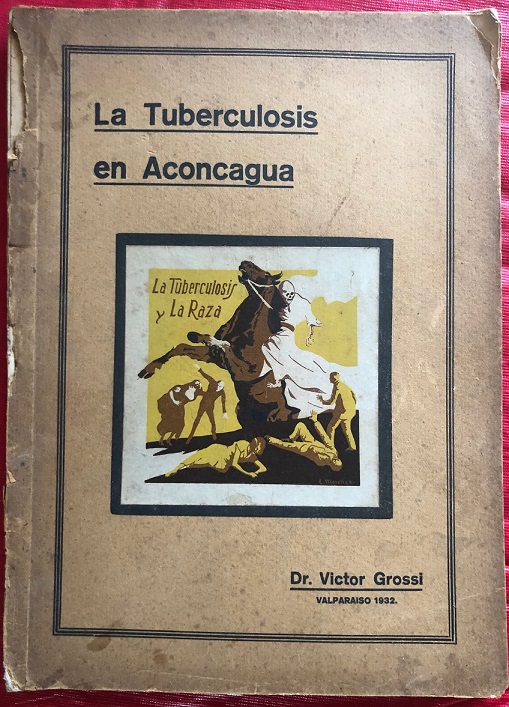 La Tuberculosis
en Aconcagua
La Tuberculosis
y La Raza
Dr. Victor Grossi
VALPARAISO 1932.